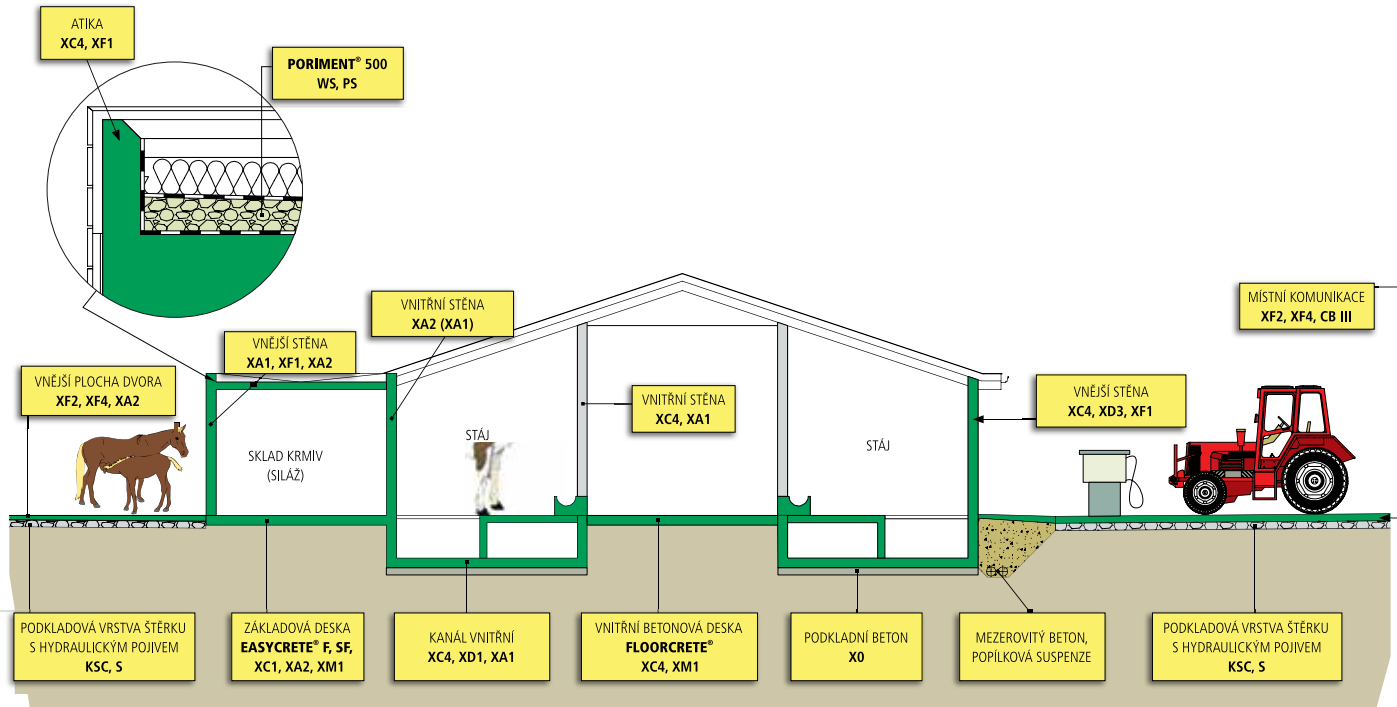 ATIKA
XC4, XF1
PORIMENT® 500
WS, PS
VNITŘNÍ STĚNA
XA2 (XA1)
MÍSTNÍ KOMUNIKACE
XF2, XF4, CB III
VNĚJŠÍ STĚNA
XA1, XF1, XA2
VNĚJŠÍ PLOCHA DVORA
XF2, XF4, XA2
VNITŘNÍ STĚNA
XC4, XA1
VNĚJŠÍ STĚNA
XC4, XD3, XF1
SKLAD KRMIV
(SILÁŽ)
STÁJ
STÁJ
PODKLADOVÁ VRSTVA ŠTĚRKU
S HYDRAULICKÝM POJIVEM
KSC, S
ZÁKLADOVÁ DESKA
EASYCRETE® F, SF,
XC1, XA2, XM1
KANÁL VNITŘNÍ
XC4, XD1, XA1
VNITŘNÍ BETONOVÁ DESKA
FLOORCRETE®
XC4, XM1
PODKLADNÍ BETON
X0
MEZEROVITÝ BETON,
POPÍLKOVÁ SUSPENZE
PODKLADOVÁ VRSTVA ŠTĚRKU
S HYDRAULICKÝM POJIVEM
KSC, S